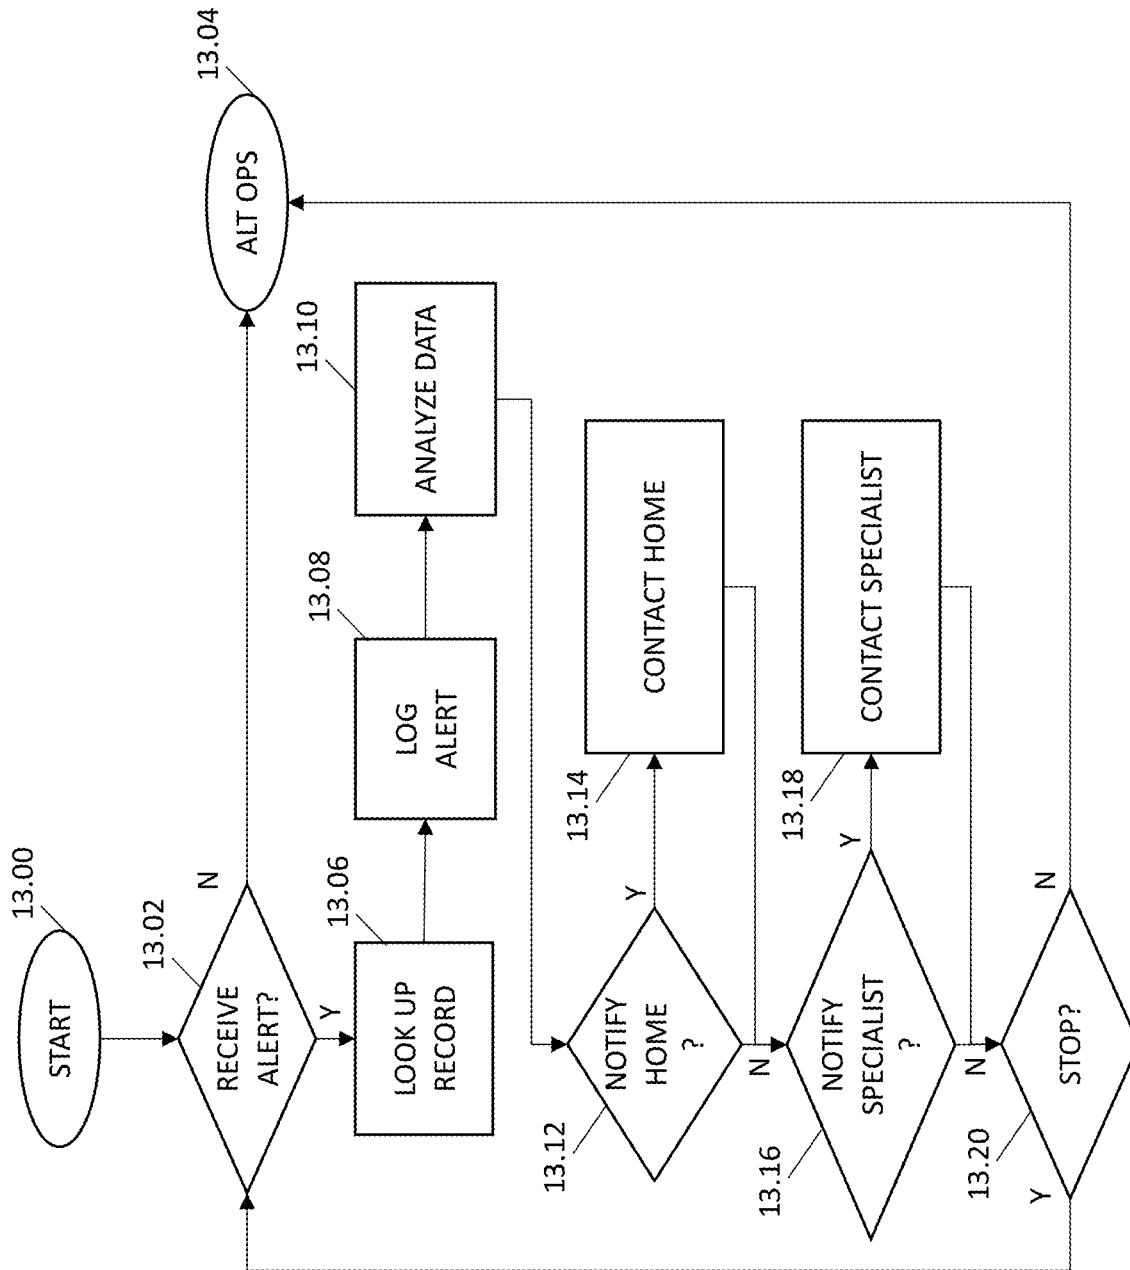 13.00
START
13.02
RECEIVE
ALERT?
N
Y
13.04
ALT OPS
13.06
LOOK UP
RECORD
13.08
LOG
ALERT
13.10
ANALYZE DATA
13.12
NOTIFY
HOME
?
Y
N
13.14
CONTACT HOME
13.16
NOTIFY
SPECIALIST
?
Y
N
13.18
CONTACT SPECIALIST
13.20
STOP?
Y
N